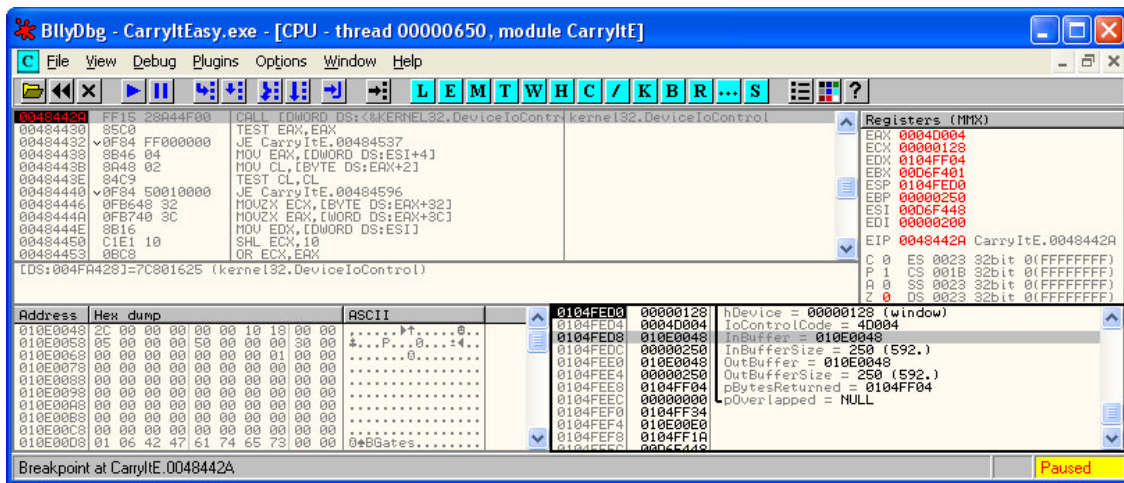 BllyDbg - CarryItEasy.exe - [CPU - thread 00000650, module CarryItE]
C File View Debug Plugins Options Window Help
L E M T W H C / K B R ... S ?
0048442A FF15 28A44F00 CALL [DWORD DS:<&KERNEL32.DeviceIoContr kernel32.DeviceIoControl
00484430 85C0 TEST EAX,EAX
00484432 0F84 FF000000 JE CarryItE.00484537
00484438 8B46 04 MOV EAX,[DWORD DS:ESI+4]
0048443B 8A48 02 MOV CL,[BYTE DS:EAX+2]
0048443E 84C9 TEST CL,CL
00484440 0F84 50010000 JE CarryItE.00484596
00484446 0FB648 32 MOVZX ECX,[BYTE DS:EAX+32]
0048444A 0FB740 3C MOVZX EAX,[WORD DS:EAX+3C]
0048444E 8B16 MOV EDX,[DWORD DS:ESI]
00484450 C1E1 10 SHL ECX,10
00484453 0BC8 OR ECX,EAX
[DS:004FA428]=7C801625 (kernel32.DeviceIoControl)
Registers (MMX)
EAX 0004D004
ECX 00000128
EDX 0104FF04
EBX 00D6F401
ESP 0104FED0
EBP 00000250
ESI 00D6F448
EDI 00000200
EIP 0048442A CarryItE.0048442A
C 0 ES 0023 32bit 0(FFFFFFFF)
P 1 CS 001B 32bit 0(FFFFFFFF)
A 0 SS 0023 32bit 0(FFFFFFFF)
Z 0 DS 0023 32bit 0(FFFFFFFF)
Address Hex dump ASCII
010E0048 2C 00 00 00 00 00 10 18 00 00
010E0058 05 00 00 00 50 00 00 00 30 00
010E0068 00 00 00 00 00 00 01 00 00 00
010E0078 00 00 00 00 00 00 00 00 00 00 ..............
010E0088 00 00 00 00 00 00 00 00 00 00 ..............
010E0098 00 00 00 00 00 00 00 00 00 00 ..............
010E00A8 00 00 00 00 00 00 00 00 00 00 ..............
010E00B8 00 00 00 00 00 00 00 00 00 00 ..............
010E00C8 00 00 00 00 00 00 00 00 00 00 ..............
010E00D8 01 06 42 47 61 74 65 73 00 00 ☺♠BGates........
0104FED0 00000128 hDevice = 00000128 (window)
0104FED4 0004D004 IoControlCode = 4D004
0104FED8 010E0048 InBuffer = 010E0048
0104FEDC 00000250 InBufferSize = 250 (592.)
0104FEE0 010E0048 OutBuffer = 010E0048
0104FEE4 00000250 OutBufferSize = 250 (592.)
0104FEE8 0104FF04 pBytesReturned = 0104FF04
0104FEEC 00000000 pOverlapped = NULL
0104FEF0 0104FF34
0104FEF4 010E00E0
0104FEF8 0104FF1A
0104FEFC 00D6F448
Breakpoint at CarryItE.0048442A
Paused